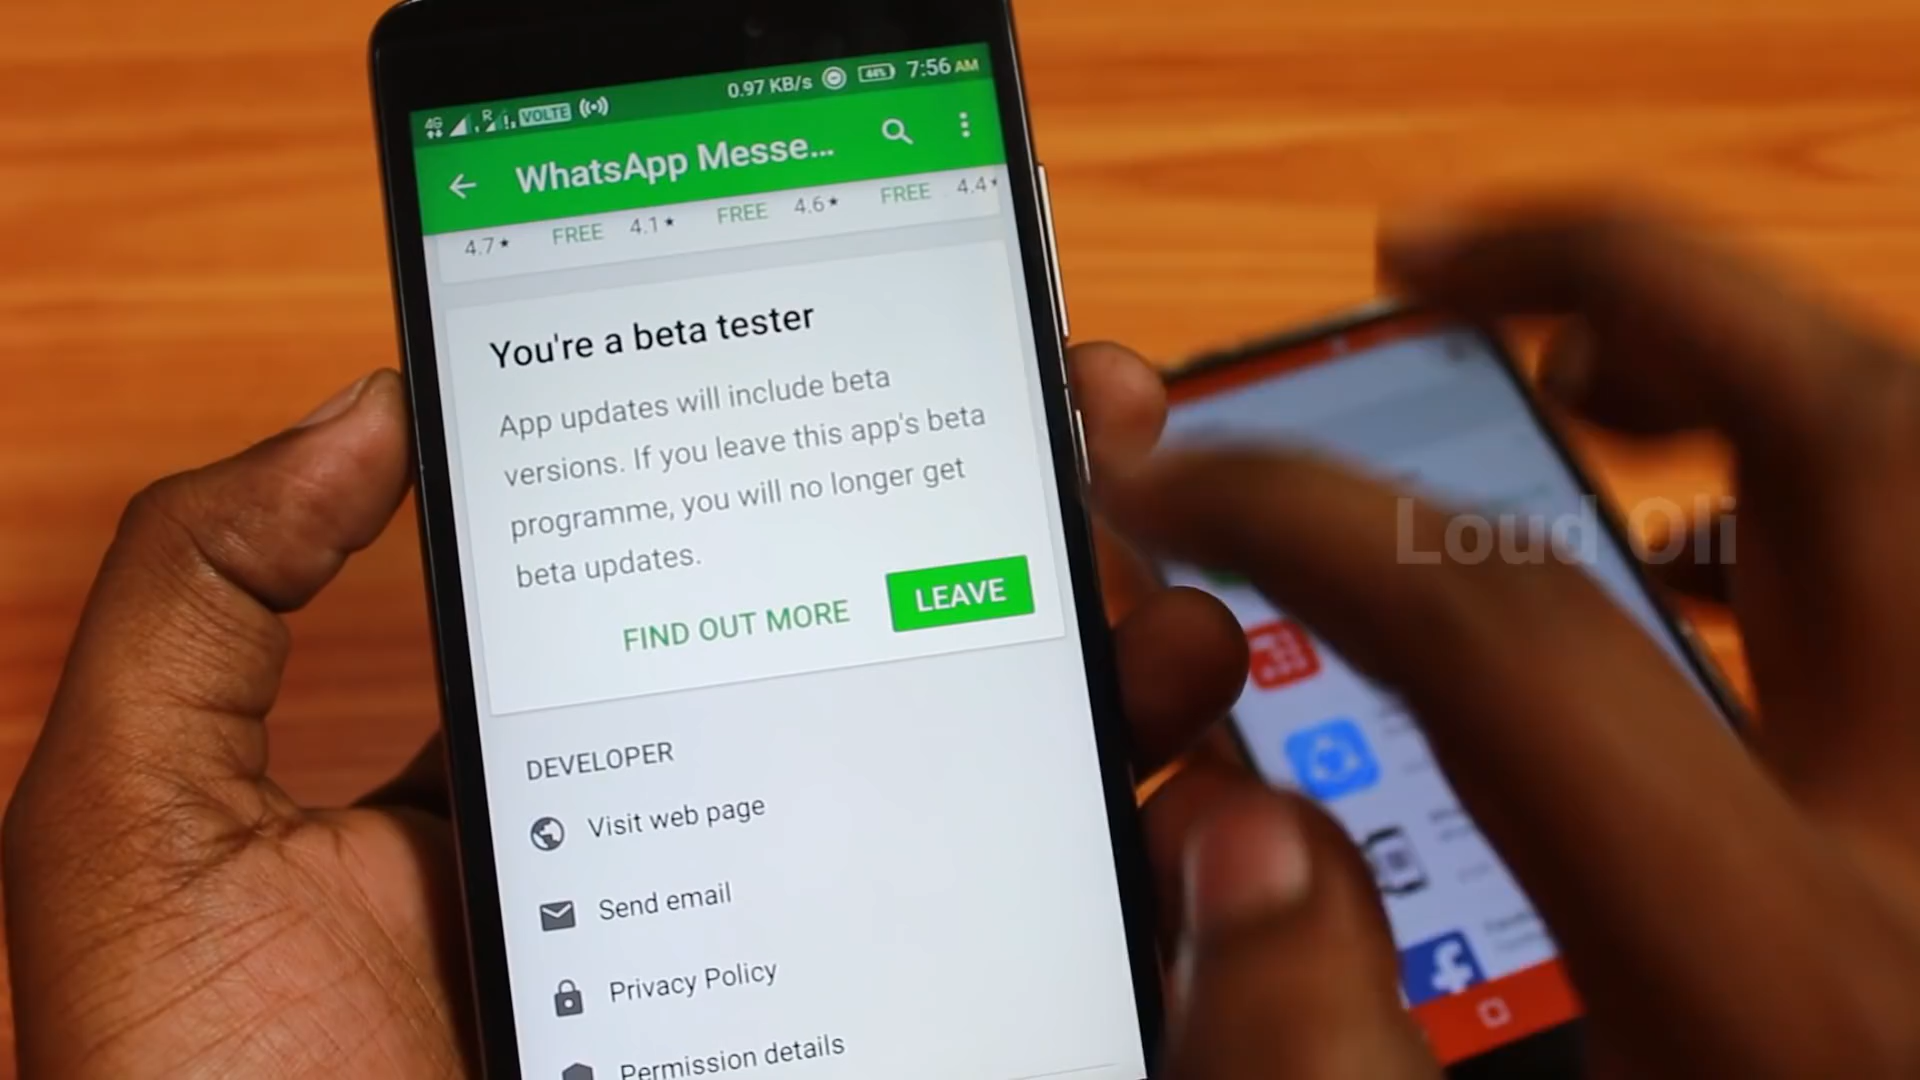 4G R !. VOLTE 0.97 KB/s 44% 7:56 AM
WhatsApp Messe...
4.7★ FREE 4.1★ FREE 4.6★ FREE 4.4★
You're a beta tester
App updates will include beta
versions. If you leave this app's beta
programme, you will no longer get
beta updates.
FIND OUT MORE LEAVE
DEVELOPER
Visit web page
Send email
Privacy Policy
Permission details
Loud Oli